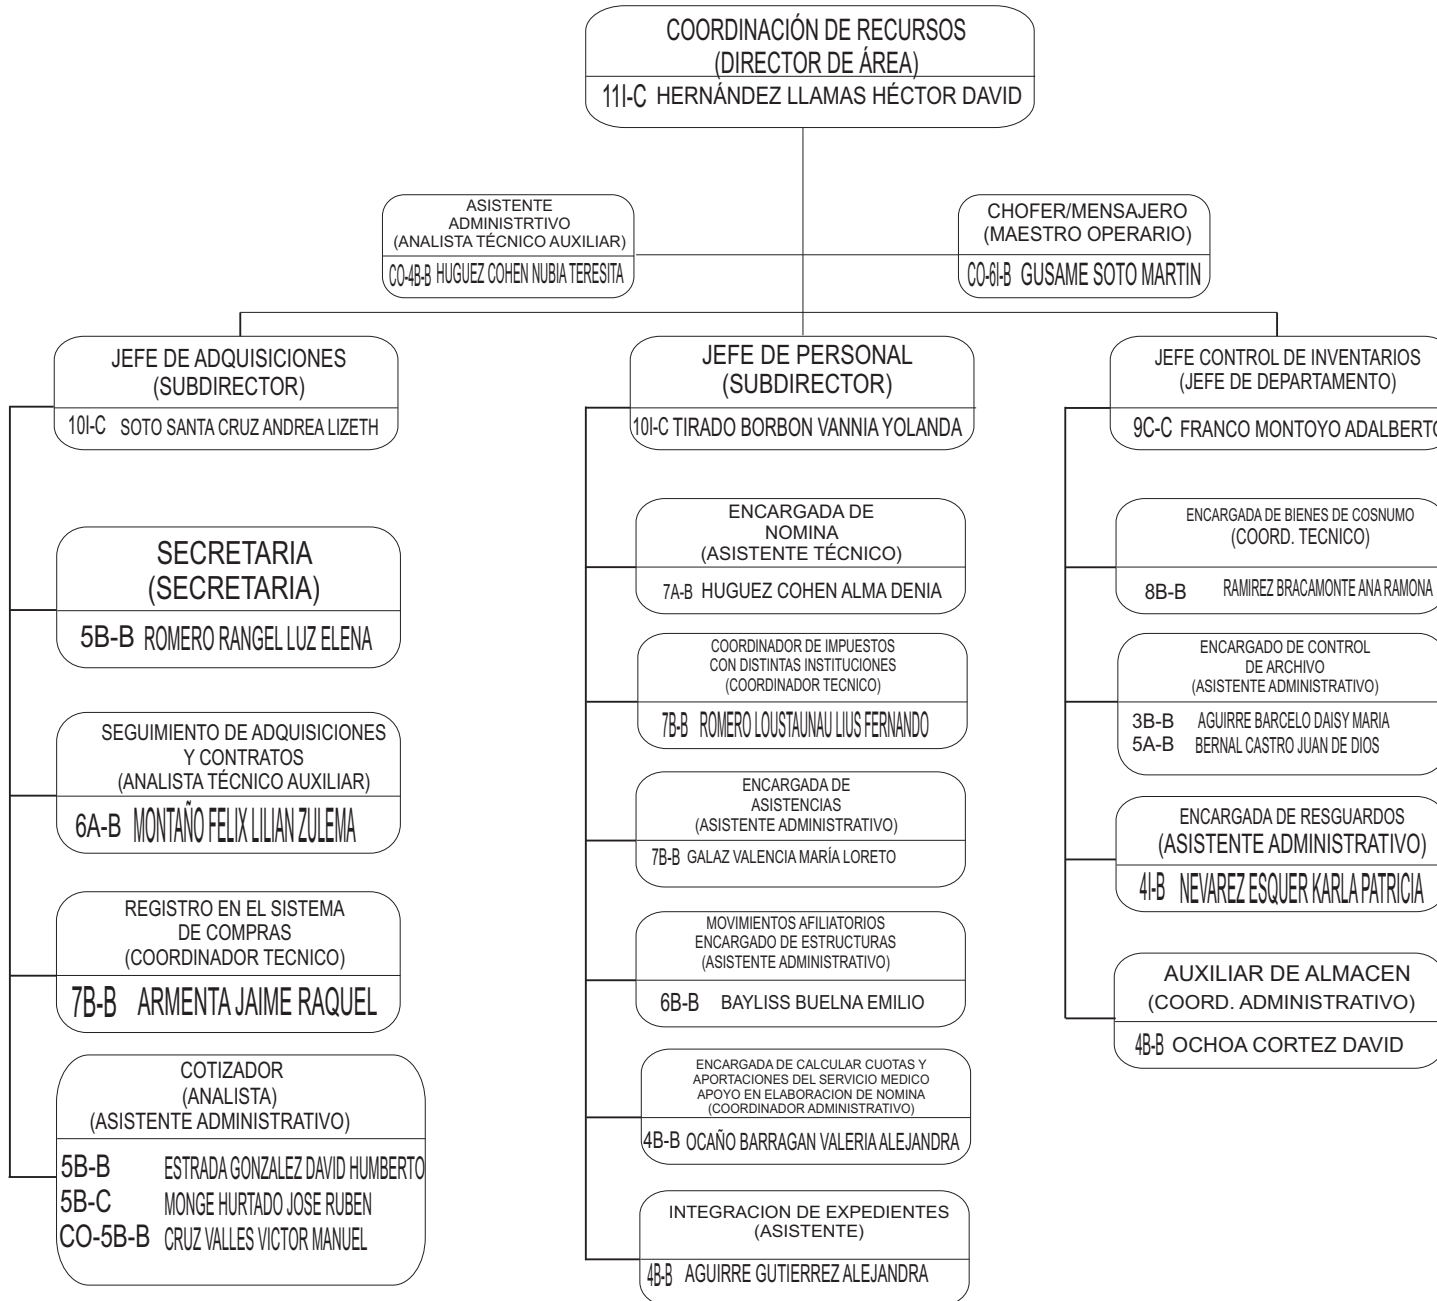 COORDINACIÓN DE RECURSOS
(DIRECTOR DE ÁREA)
11I-C HERNÁNDEZ LLAMAS HÉCTOR DAVID
ASISTENTE
ADMINISTRTIVO
(ANALISTA TÉCNICO AUXILIAR)
CO-4B-B HUGUEZ COHEN NUBIA TERESITA
CHOFER/MENSAJERO
(MAESTRO OPERARIO)
CO-6I-B GUSAME SOTO MARTIN
JEFE DE ADQUISICIONES
(SUBDIRECTOR)
10I-C SOTO SANTA CRUZ ANDREA LIZETH
SECRETARIA
(SECRETARIA)
5B-B ROMERO RANGEL LUZ ELENA
SEGUIMIENTO DE ADQUISICIONES
Y CONTRATOS
(ANALISTA TÉCNICO AUXILIAR)
6A-B MONTAÑO FELIX LILIAN ZULEMA
REGISTRO EN EL SISTEMA
DE COMPRAS
(COORDINADOR TECNICO)
7B-B ARMENTA JAIME RAQUEL
COTIZADOR
(ANALISTA)
(ASISTENTE ADMINISTRATIVO)
5B-B ESTRADA GONZALEZ DAVID HUMBERTO
5B-C MONGE HURTADO JOSE RUBEN
CO-5B-B CRUZ VALLES VICTOR MANUEL
JEFE DE PERSONAL
(SUBDIRECTOR)
10I-C TIRADO BORBON VANNIA YOLANDA
ENCARGADA DE
NOMINA
(ASISTENTE TÉCNICO)
7A-B HUGUEZ COHEN ALMA DENIA
COORDINADOR DE IMPUESTOS
CON DISTINTAS INSTITUCIONES
(COORDINADOR TECNICO)
7B-B ROMERO LOUSTAUNAU LIUS FERNANDO
ENCARGADA DE
ASISTENCIAS
(ASISTENTE ADMINISTRATIVO)
7B-B GALAZ VALENCIA MARÍA LORETO
MOVIMIENTOS AFILIATORIOS
ENCARGADO DE ESTRUCTURAS
(ASISTENTE ADMINISTRATIVO)
6B-B BAYLISS BUELNA EMILIO
ENCARGADA DE CALCULAR CUOTAS Y
APORTACIONES DEL SERVICIO MEDICO
APOYO EN ELABORACION DE NOMINA
(COORDINADOR ADMINISTRATIVO)
4B-B OCAÑO BARRAGAN VALERIA ALEJANDRA
INTEGRACION DE EXPEDIENTES
(ASISTENTE)
4B-B AGUIRRE GUTIERREZ ALEJANDRA
JEFE CONTROL DE INVENTARIOS
(JEFE DE DEPARTAMENTO)
9C-C FRANCO MONTOYO ADALBERTO
ENCARGADA DE BIENES DE COSNUMO
(COORD. TECNICO)
8B-B RAMIREZ BRACAMONTE ANA RAMONA
ENCARGADO DE CONTROL
DE ARCHIVO
(ASISTENTE ADMINISTRATIVO)
3B-B AGUIRRE BARCELO DAISY MARIA
5A-B BERNAL CASTRO JUAN DE DIOS
ENCARGADA DE RESGUARDOS
(ASISTENTE ADMINISTRATIVO)
4I-B NEVAREZ ESQUER KARLA PATRICIA
AUXILIAR DE ALMACEN
(COORD. ADMINISTRATIVO)
4B-B OCHOA CORTEZ DAVID